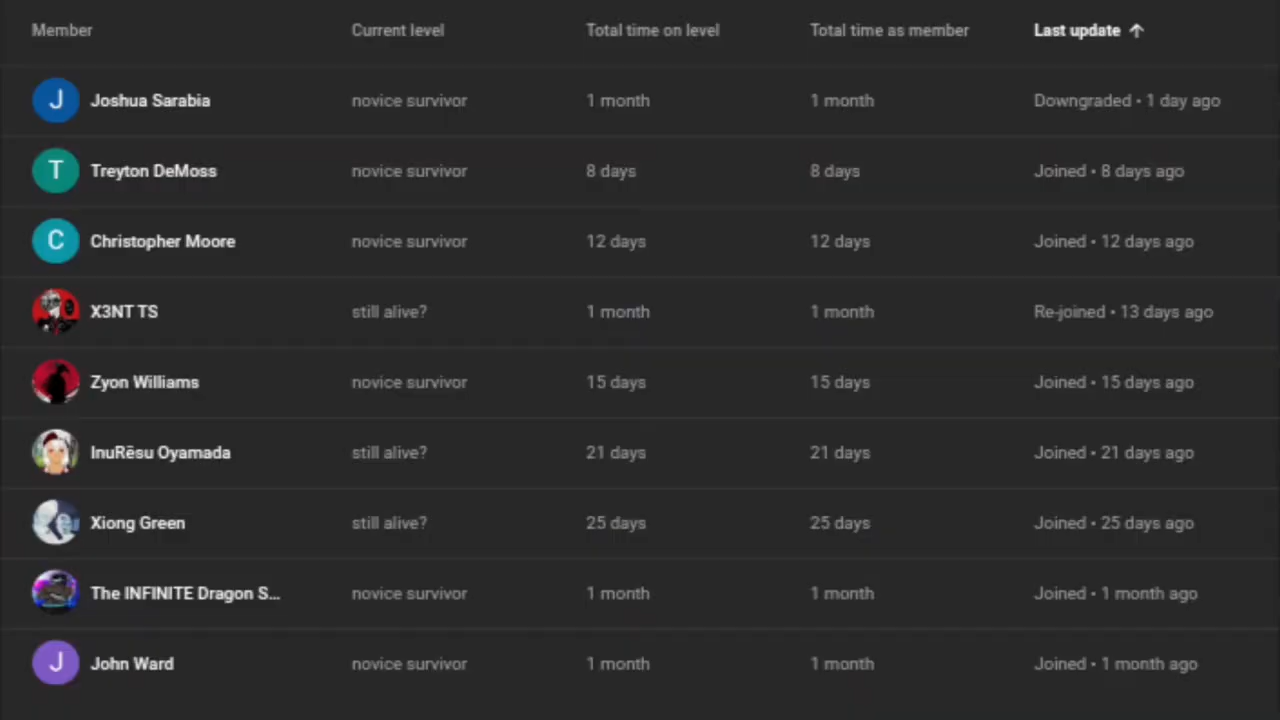 Member Current level Total time on level Total time as member Last update ↑
J Joshua Sarabia novice survivor 1 month 1 month Downgraded • 1 day ago
T Treyton DeMoss novice survivor 8 days 8 days Joined • 8 days ago
C Christopher Moore novice survivor 12 days 12 days Joined • 12 days ago
X3NT TS still alive? 1 month 1 month Re-joined • 13 days ago
Zyon Williams novice survivor 15 days 15 days Joined • 15 days ago
InuRēsu Oyamada still alive? 21 days 21 days Joined • 21 days ago
Xiong Green still alive? 25 days 25 days Joined • 25 days ago
The INFINITE Dragon S... novice survivor 1 month 1 month Joined • 1 month ago
J John Ward novice survivor 1 month 1 month Joined • 1 month ago